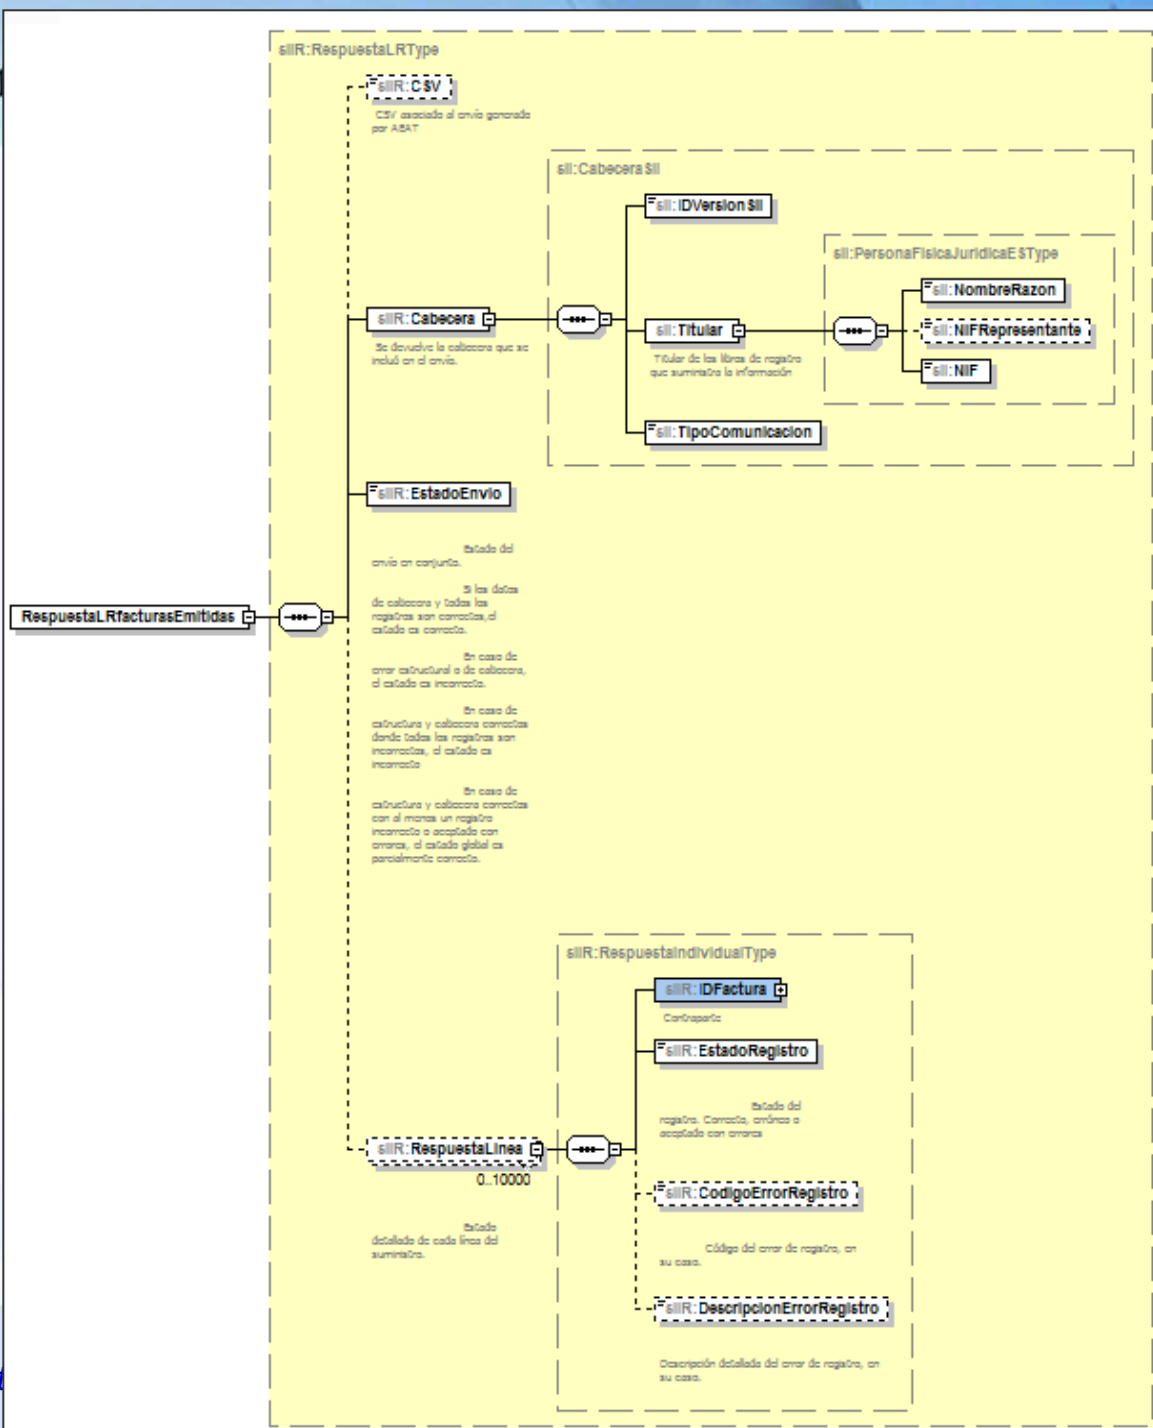 siiR:RespuestaLRType
siiR:CSV
CSV asociado al envío generado
por AEAT
sii:CabeceraSii
sii:IDVersionSii
sii:PersonaFisicaJuridicaESType
sii:NombreRazon
siiR:Cabecera
sii:Titular
sii:NIFRepresentante
Se devuelve la cabecera que se
incluó en el envío.
Titular de los libros de registro
que suministra la información
sii:NIF
sii:TipoComunicacion
siiR:EstadoEnvio
Estado del
envío en conjunto.
Si los datos
de cabecera y todos los
registros son correctos,el
estado es correcto.
RespuestaLRfacturasEmitidas
En caso de
error estructural o de cabecera,
el estado es incorrecto.
En caso de
estructura y cabecera correctos
donde todos los registros son
incorrectos, el estado es
incorrecto
En caso de
estructura y cabecera correctos
con al menos un registro
incorrecto o aceptado con
errores, el estado global es
parcialmente correcto.
siiR:RespuestaIndividualType
siiR:IDFactura
Contraparte
siiR:EstadoRegistro
Estado del
registro. Correcto, erróneo o
aceptado con errores
siiR:RespuestaLinea
0..10000
siiR:CodigoErrorRegistro
Estado
detallado de cada línea del
suministro.
Código del error de registro, en
su caso.
siiR:DescripcionErrorRegistro
Descripción detallada del error de registro, en
su caso.